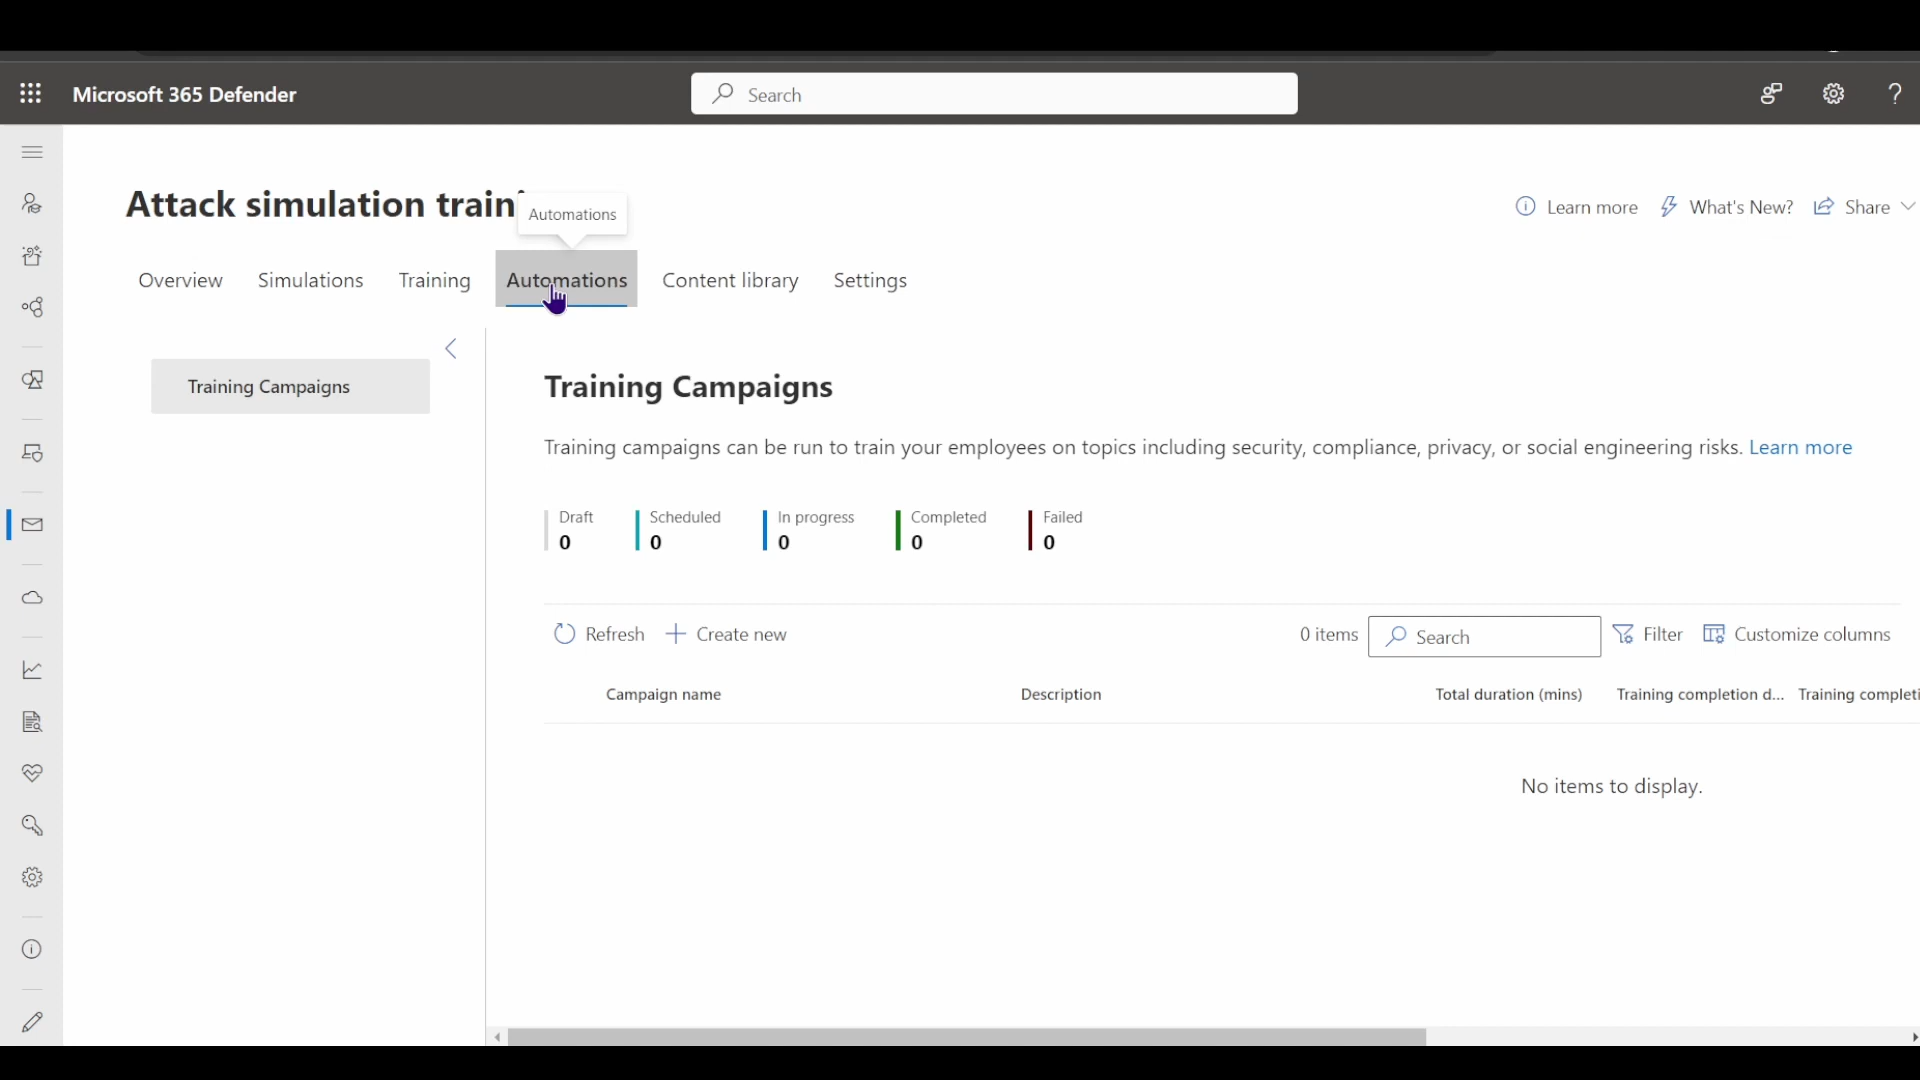 Microsoft 365 Defender
Search
Attack simulation traini
Automations
Learn more
What's New?
Share
Overview
Simulations
Training
Automations
Content library
Settings
Training Campaigns
Training Campaigns
Training campaigns can be run to train your employees on topics including security, compliance, privacy, or social engineering risks. Learn more
Draft
0
Scheduled
0
In progress
0
Completed
0
Failed
0
Refresh
Create new
0 items
Search
Filter
Customize columns
Campaign name
Description
Total duration (mins)
Training completion d...
Training completi
No items to display.